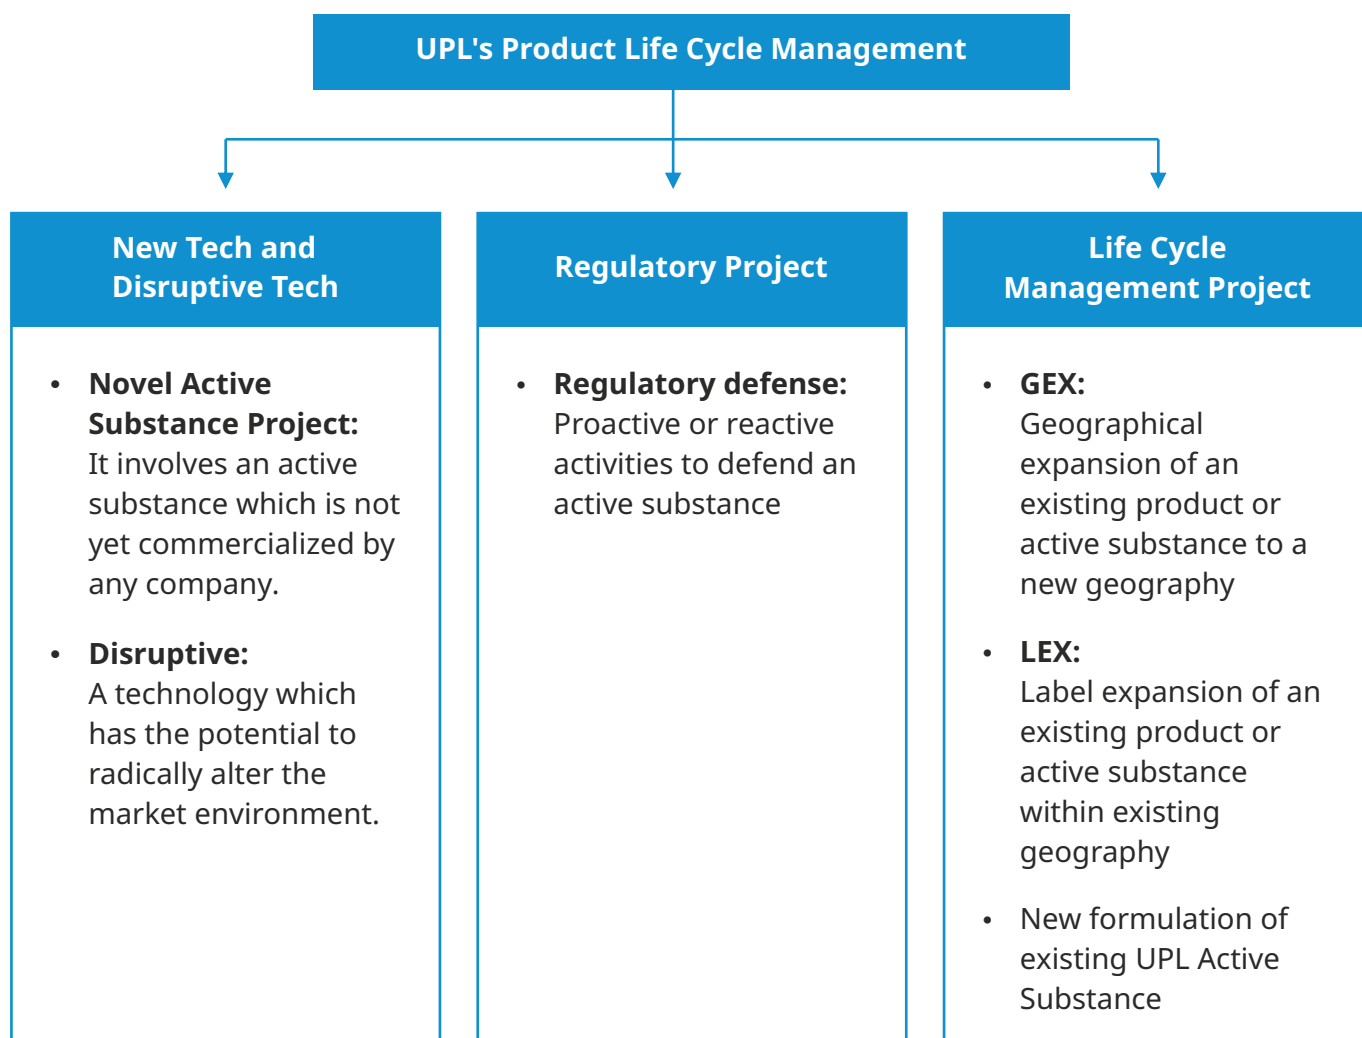 UPL's Product Life Cycle Management
New Tech and
Disruptive Tech
• Novel Active
Substance Project:
It involves an active
substance which is not
yet commercialized by
any company.
• Disruptive:
A technology which
has the potential to
radically alter the
market environment.
Regulatory Project
• Regulatory defense:
Proactive or reactive
activities to defend an
active substance
Life Cycle
Management Project
• GEX:
Geographical
expansion of an
existing product or
active substance to a
new geography
• LEX:
Label expansion of an
existing product or
active substance
within existing
geography
• New formulation of
existing UPL Active
Substance